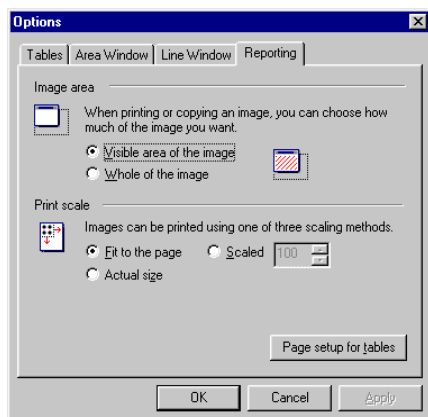 Options
Tables Area Window Line Window Reporting
Image area
When printing or copying an image, you can choose how
much of the image you want.
Visible area of the image
Whole of the image
Print scale
Images can be printed using one of three scaling methods.
Fit to the page Scaled 100
Actual size
Page setup for tables
OK Cancel Apply